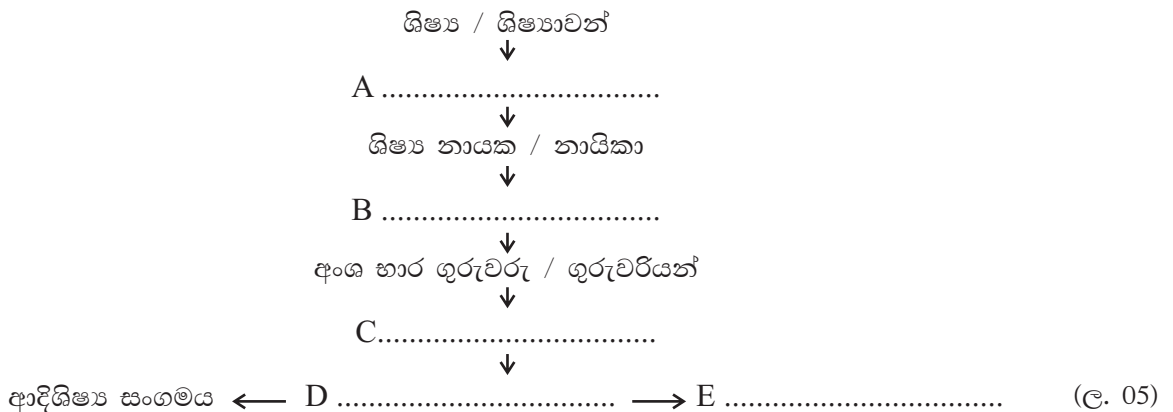 ශිෂ්‍ය / ශිෂ්‍යාවන්
A ...................................
ශිෂ්‍ය නායක / නායිකා
B ...................................
අංශ භාර ගුරුවරු / ගුරුවරියන්
C...................................
ආදිශිෂ්‍ය සංගමය ← D ................................... → E ................................... (ල. 05)